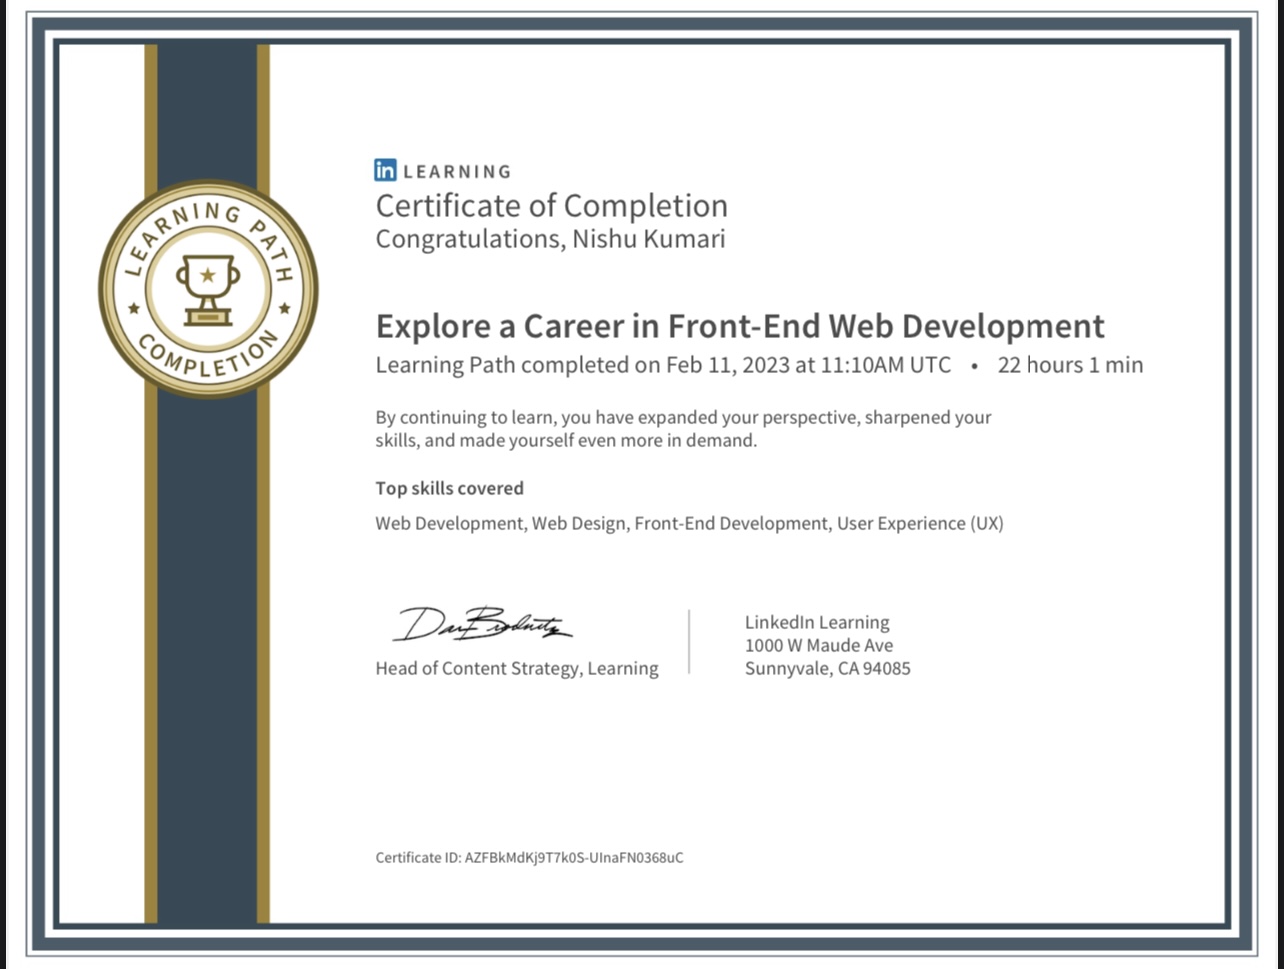 LEARNING PATH
COMPLETION
in LEARNING
Certificate of Completion
Congratulations, Nishu Kumari
Explore a Career in Front-End Web Development
Learning Path completed on Feb 11, 2023 at 11:10AM UTC • 22 hours 1 min
By continuing to learn, you have expanded your perspective, sharpened your
skills, and made yourself even more in demand.
Top skills covered
Web Development, Web Design, Front-End Development, User Experience (UX)
Head of Content Strategy, Learning
LinkedIn Learning
1000 W Maude Ave
Sunnyvale, CA 94085
Certificate ID: AZFBkMdKj9T7k0S-UInaFN0368uC